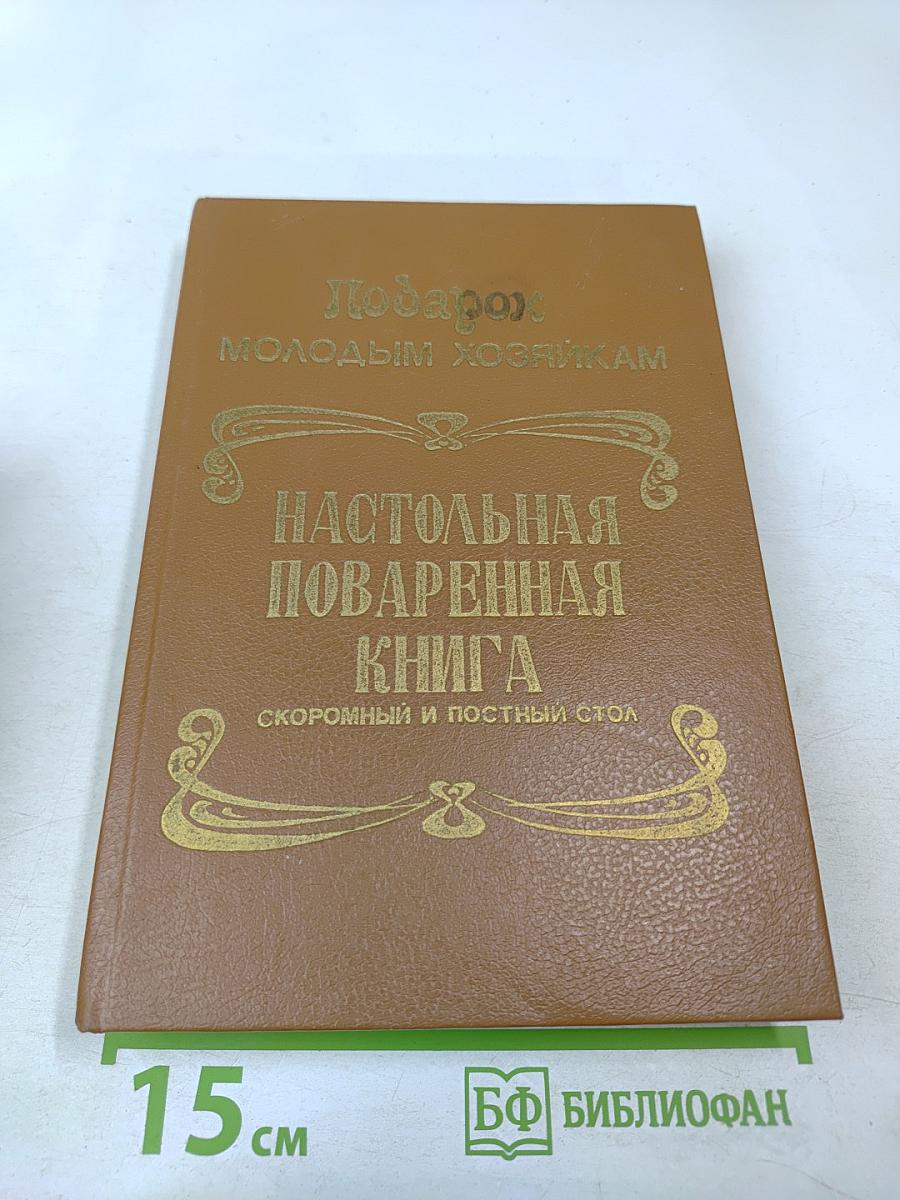 Подарок
МОЛОДЫМ ХОЗЯЙКАМ
НАСТОЛЬНАЯ
ПОВАРЕННАЯ
КНИГА
СКОРОМНЫЙ И ПОСТНЫЙ СТОЛ
15 см
БФ БИБЛИОФАН